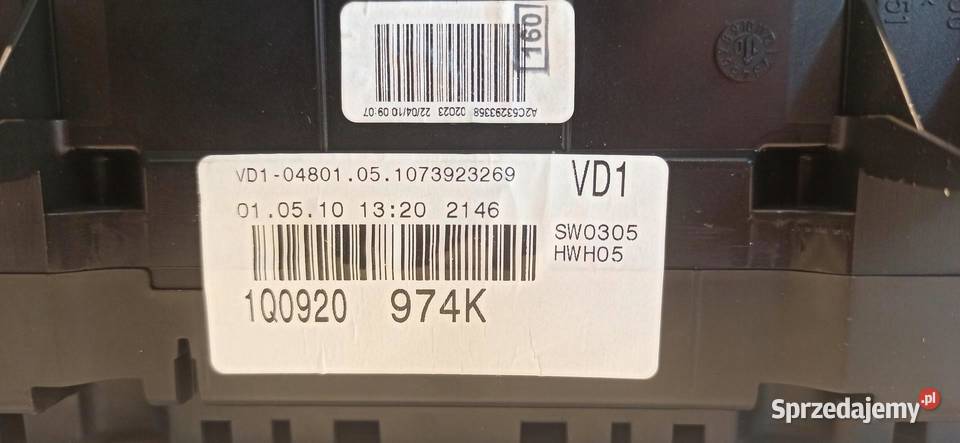 160
A2C53293358 02023 22/04/10 09:07
VD1-04801.05.1073923269
VD1
01.05.10 13:20 2146
SW0305
HWH05
1Q0920 974K
Sprzedajemy.pl